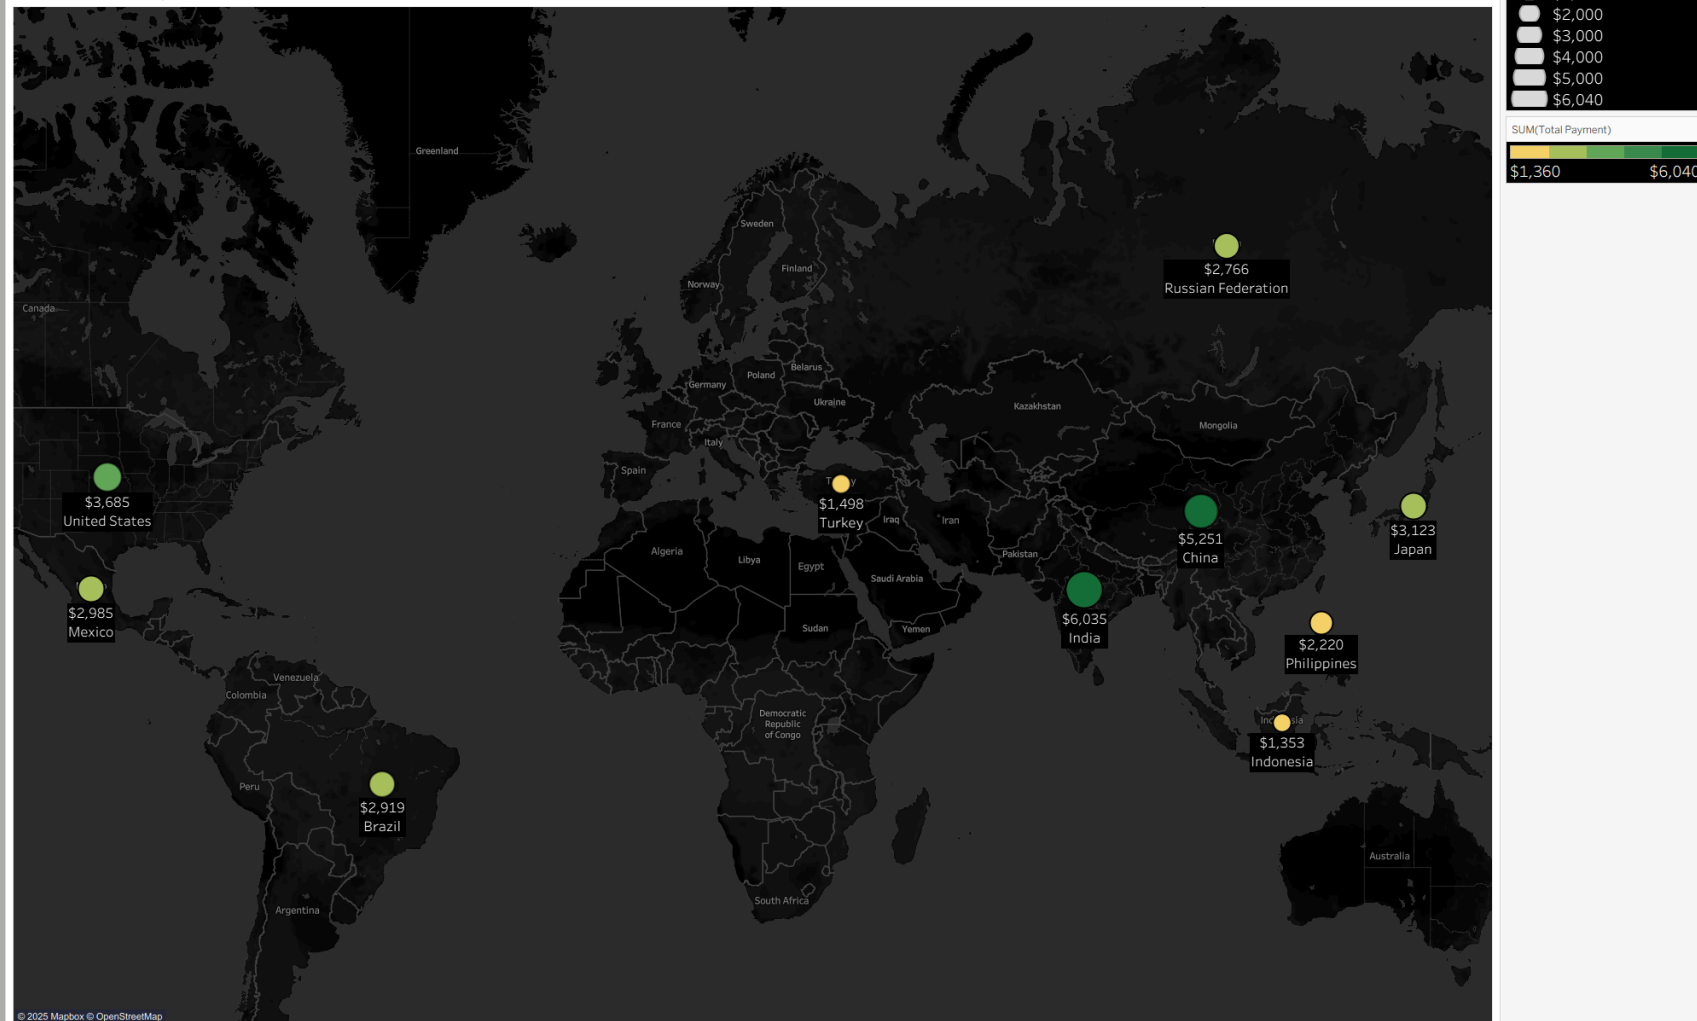 $2,000
$3,000
$4,000
$5,000
$6,040
SUM(Total Payment)
$1,360
$6,040
Greenland
Sweden
Finland
Norway
$2,766
Russian Federation
Canada
Belarus
Poland
Germany
Ukraine
Kazakhstan
France
Mongolia
Italy
Spain
$3,685
United States
$1,498
Turkey
Iraq
Iran
$5,251
China
$3,123
Japan
Algeria
Libya
Egypt
Pakistan
Saudi Arabia
$2,985
Mexico
$6,035
India
Sudan
Yemen
$2,220
Philippines
Venezuela
Colombia
Democratic
Republic
of Congo
$1,353
Indonesia
Peru
$2,919
Brazil
Australia
South Africa
Argentina
© 2025 Mapbox © OpenStreetMap